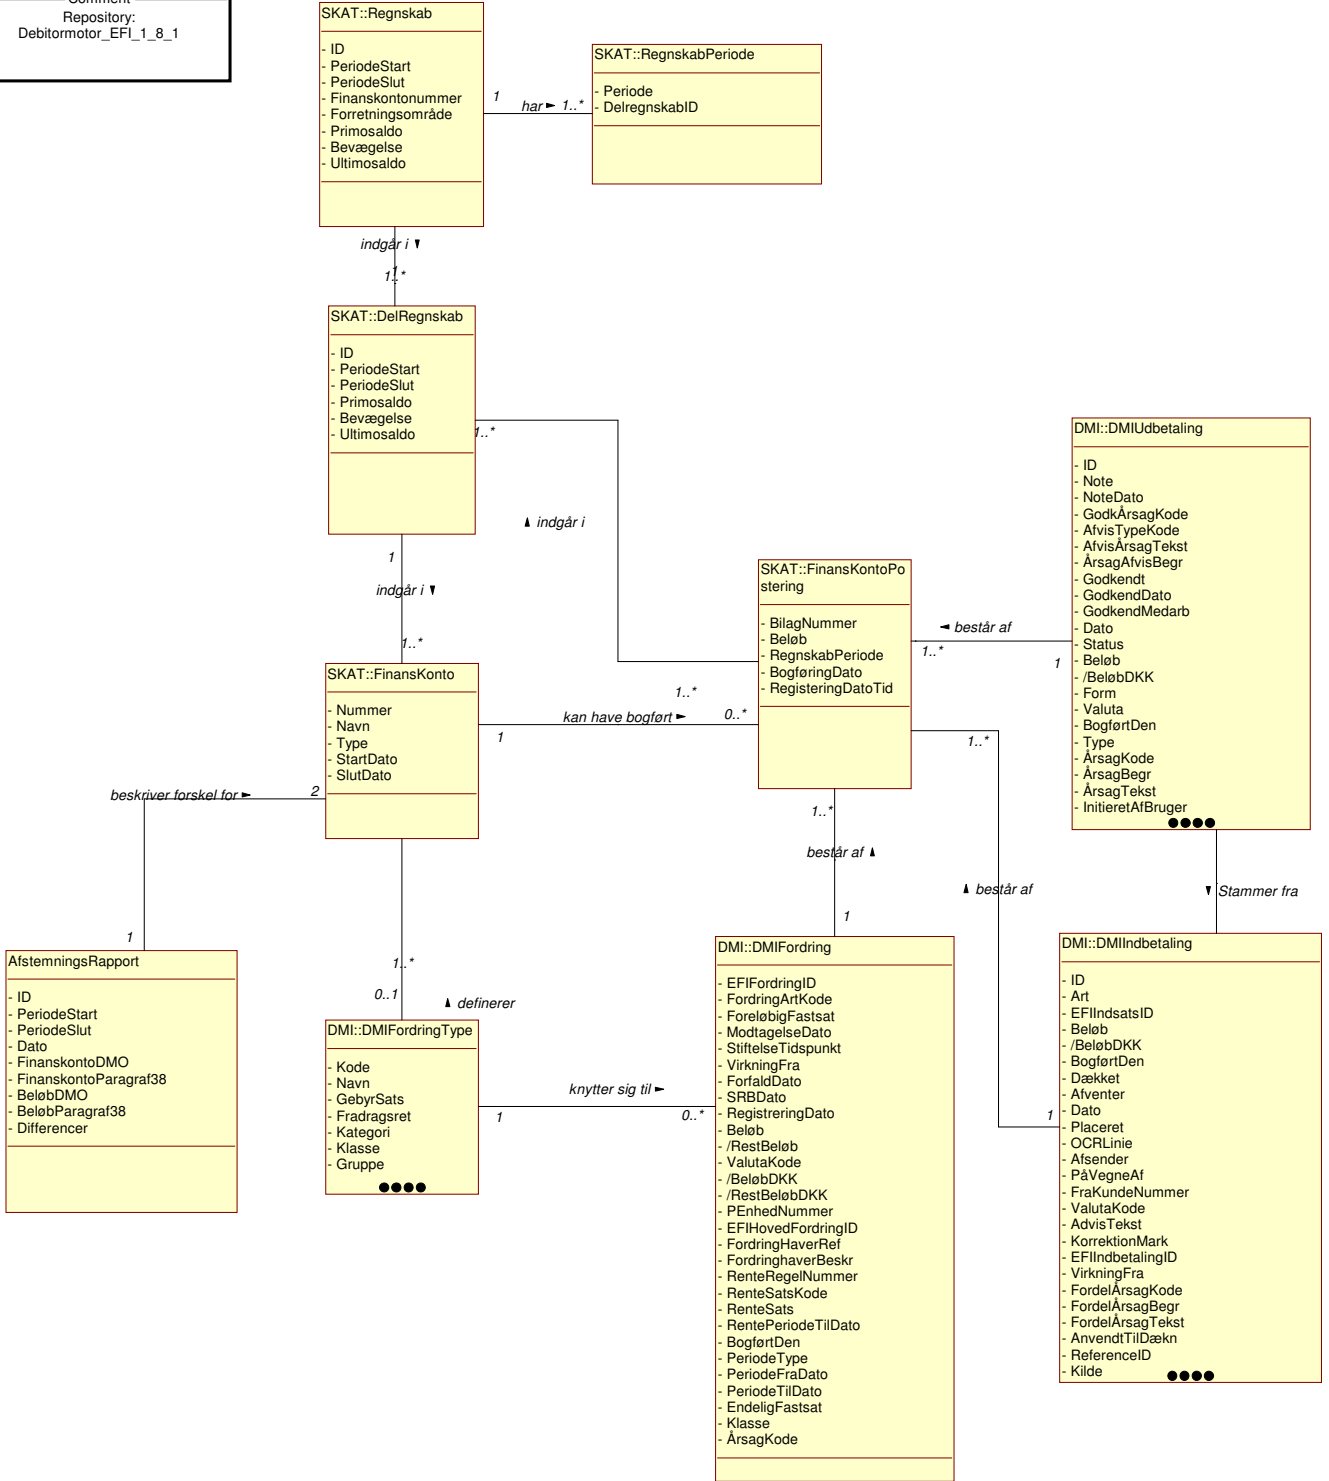 Comment
Repository:
Debitormotor_EFI_1_8_1
SKAT::Regnskab
- ID
- PeriodeStart
- PeriodeSlut
- Finanskontonummer
- Forretningsområde
- Primosaldo
- Bevægelse
- Ultimosaldo
1
har ► 1..*
SKAT::RegnskabPeriode
- Periode
- DelregnskabID
indgår i ▼
1
1..*
SKAT::DelRegnskab
- ID
- PeriodeStart
- PeriodeSlut
- Primosaldo
- Bevægelse
- Ultimosaldo
1..*
▲ indgår i
1..*
1
indgår i ▼
1..*
SKAT::FinansKonto
- Nummer
- Navn
- Type
- StartDato
- SlutDato
1
kan have bogført ►
0..*
SKAT::FinansKontoPo
stering
- BilagNummer
- Beløb
- RegnskabPeriode
- BogføringDato
- RegisteringDatoTid
◄ består af
1..*
1
DMI::DMIUdbetaling
- ID
- Note
- NoteDato
- GodkÅrsagKode
- AfvisTypeKode
- AfvisÅrsagTekst
- ÅrsagAfvisBegr
- Godkendt
- GodkendDato
- GodkendMedarb
- Dato
- Status
- Beløb
- /BeløbDKK
- Form
- Valuta
- BogførtDen
- Type
- ÅrsagKode
- ÅrsagBegr
- ÅrsagTekst
- InitieretAfBruger
beskriver forskel for ►
2
1
1..*
består af ▲
1
1..*
▲ består af
1
▼ Stammer fra
AfstemningsRapport
- ID
- PeriodeStart
- PeriodeSlut
- Dato
- FinanskontoDMO
- FinanskontoParagraf38
- BeløbDMO
- BeløbParagraf38
- Differencer
1..*
0..1
▲ definerer
DMI::DMIFordringType
- Kode
- Navn
- GebyrSats
- Fradragsret
- Kategori
- Klasse
- Gruppe
knytter sig til ►
1
0..*
DMI::DMIFordring
- EFIFordringID
- FordringArtKode
- ForeløbigFastsat
- ModtagelseDato
- StiftelseTidspunkt
- VirkningFra
- ForfaldDato
- SRBDato
- RegistreringDato
- Beløb
- /RestBeløb
- ValutaKode
- /BeløbDKK
- /RestBeløbDKK
- PEnhedNummer
- EFIHovedFordringID
- FordringHaverRef
- FordringhaverBeskr
- RenteRegelNummer
- RenteSatsKode
- RenteSats
- RentePeriodeTilDato
- BogførtDen
- PeriodeType
- PeriodeFraDato
- PeriodeTilDato
- EndeligFastsat
- Klasse
- ÅrsagKode
DMI::DMIIndbetaling
- ID
- Art
- EFIIndsatsID
- Beløb
- /BeløbDKK
- BogførtDen
- Dækket
- Afventer
- Dato
- Placeret
- OCRLinie
- Afsender
- PåVegneAf
- FraKundeNummer
- ValutaKode
- AdvisTekst
- KorrektionMark
- EFIIndbetalingID
- VirkningFra
- FordelÅrsagKode
- FordelÅrsagBegr
- FordelÅrsagTekst
- AnvendtTilDækn
- ReferenceID
- Kilde